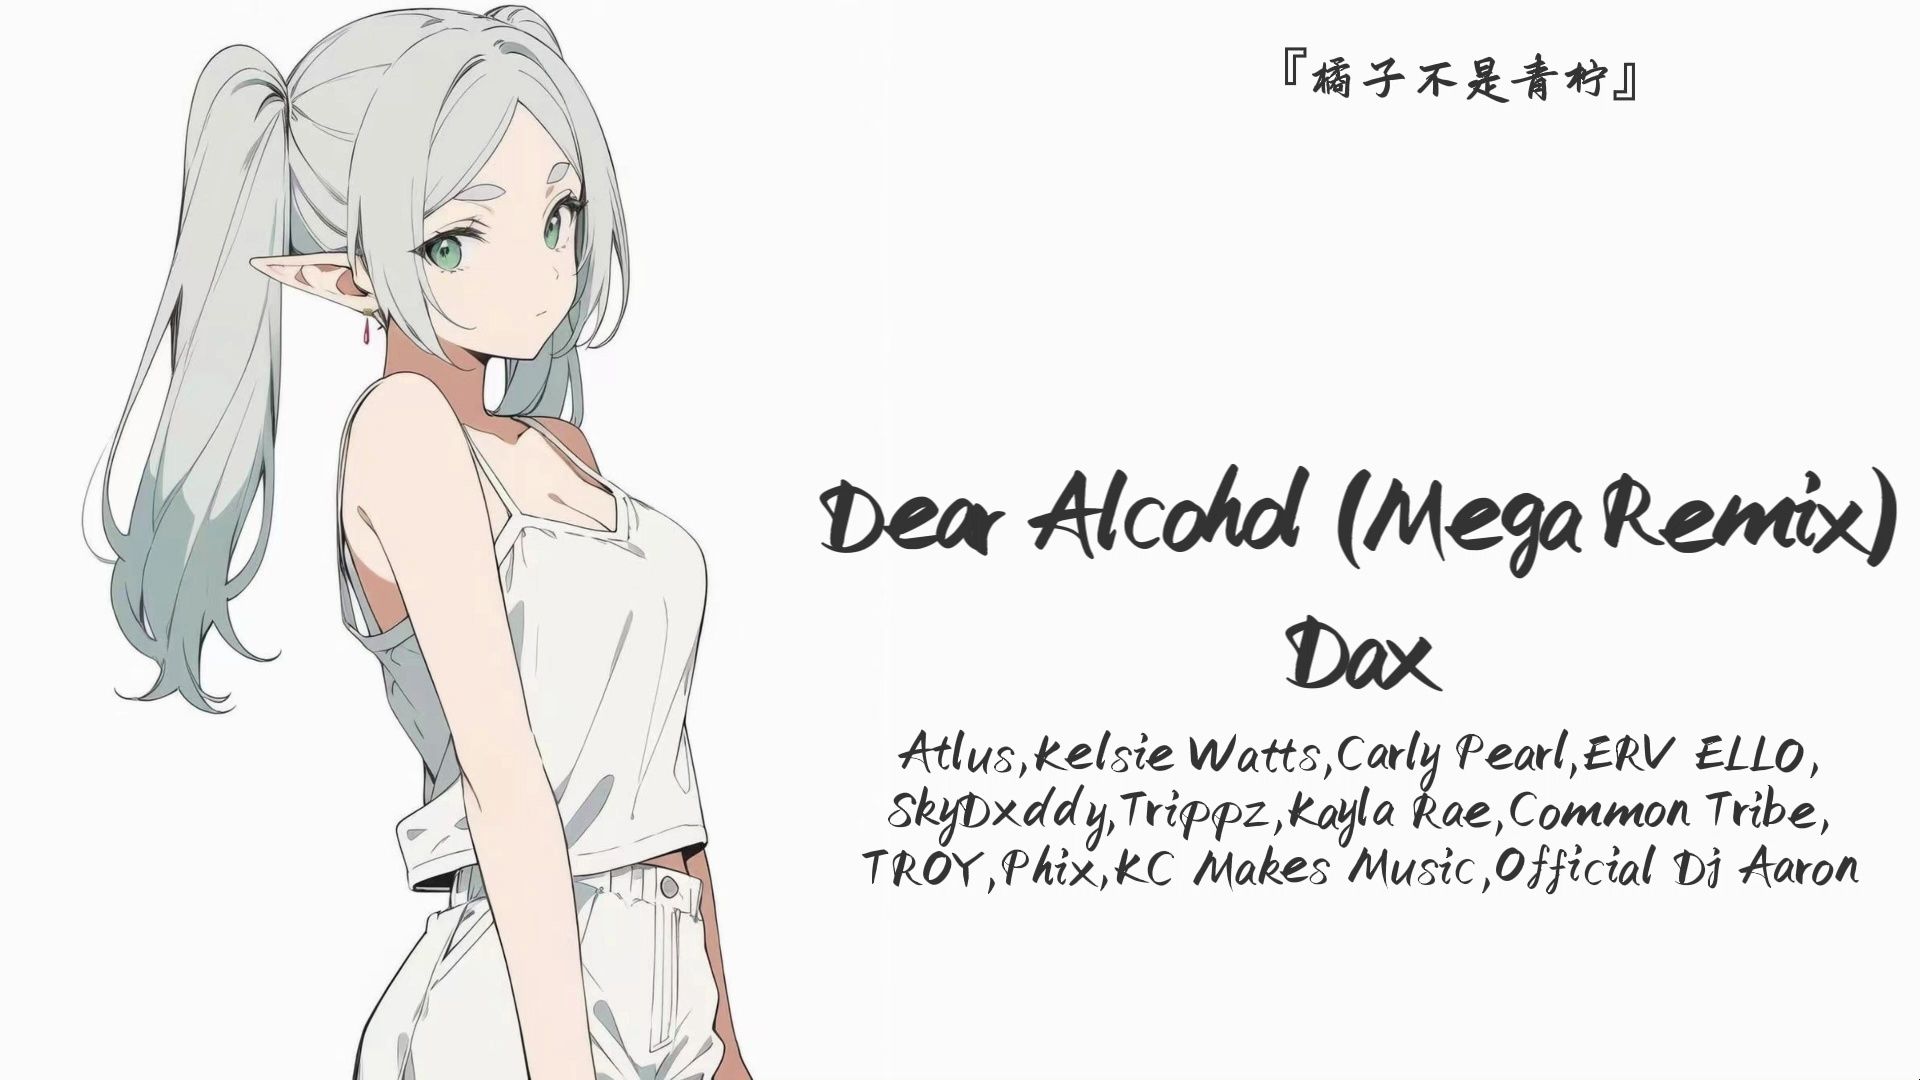 『橘子不是青柠』
Dear Alcohol (Mega Remix)
Dax
Atlus,Kelsie Watts,Carly Pearl,ERV ELLO,
SkyDxddy,Trippz,Kayla Rae,Common Tribe,
TROY,Phix,KC Makes Music,Official Dj Aaron